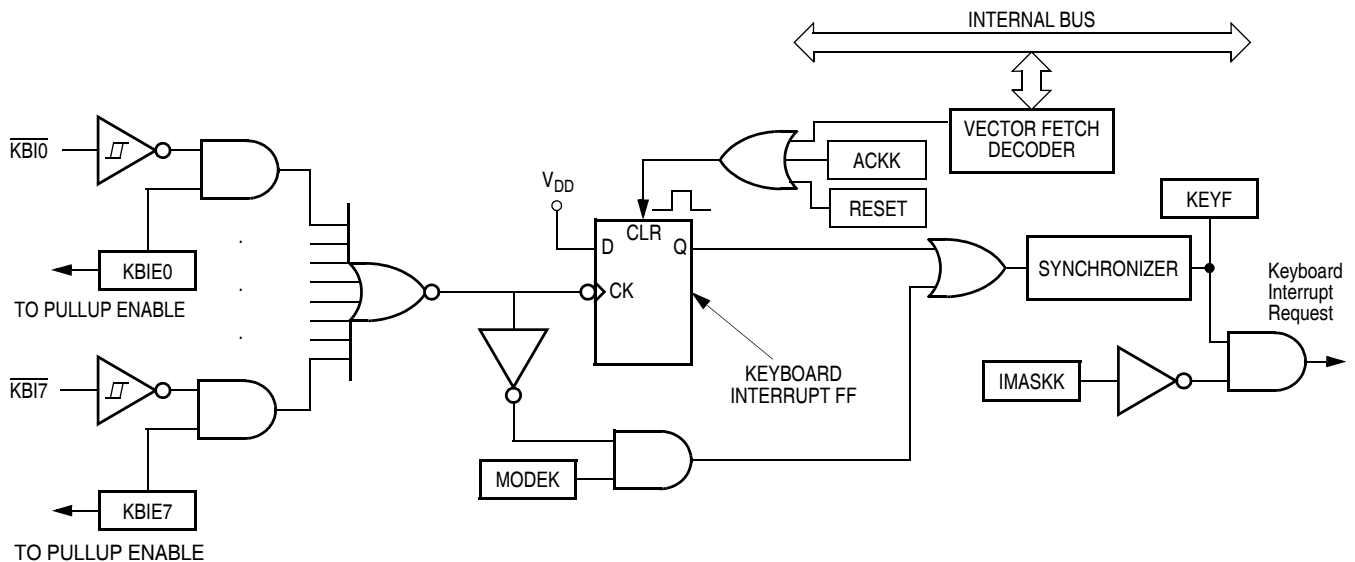 INTERNAL BUS
VECTOR FETCH
DECODER
ACKK
RESET
KBI0
KBIE0
TO PULLUP ENABLE
KBI7
KBIE7
TO PULLUP ENABLE
VDD
D
CLR
Q
CK
KEYBOARD
INTERRUPT FF
MODEK
SYNCHRONIZER
KEYF
IMASKK
Keyboard
Interrupt
Request